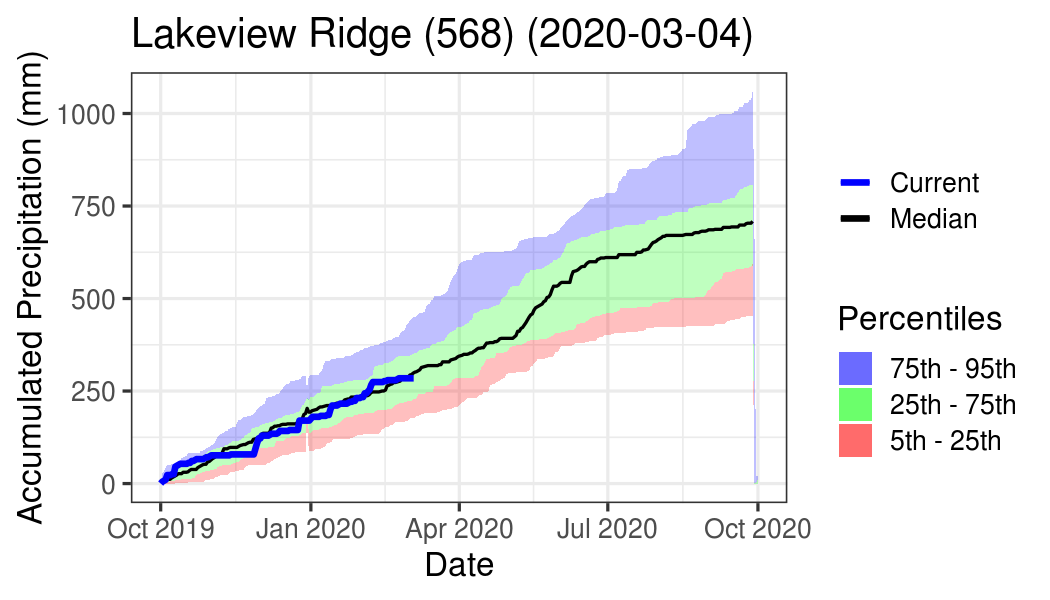 Lakeview Ridge (568) (2020-03-04)
Accumulated Precipitation (mm)
1000
750
500
250
0
Oct 2019
Jan 2020
Apr 2020
Jul 2020
Oct 2020
Date
Current
Median
Percentiles
75th - 95th
25th - 75th
5th - 25th